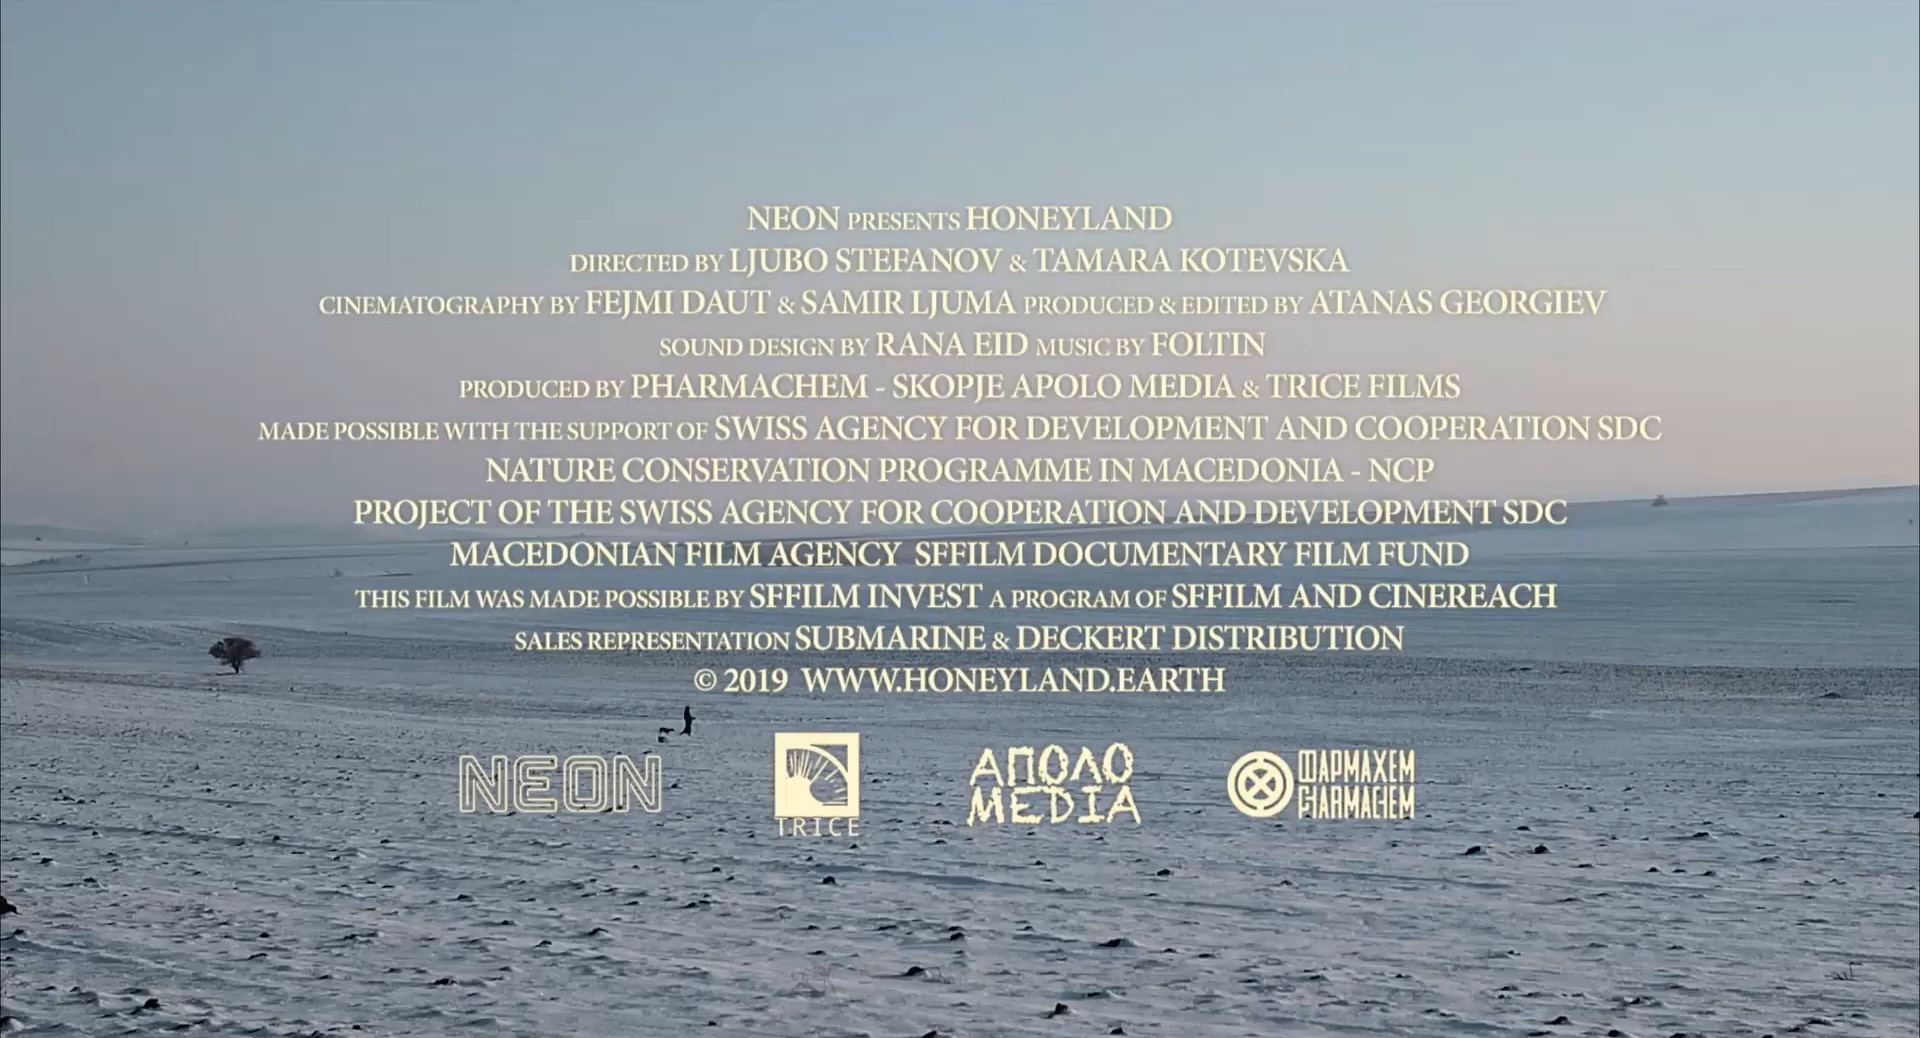 NEON PRESENTS HONEYLAND
DIRECTED BY LJUBO STEFANOV & TAMARA KOTEVSKA
CINEMATOGRAPHY BY FEJMI DAUT & SAMIR LJUMA PRODUCED & EDITED BY ATANAS GEORGIEV
SOUND DESIGN BY RANA EID MUSIC BY FOLTIN
PRODUCED BY PHARMACHEM - SKOPJE APOLO MEDIA & TRICE FILMS
MADE POSSIBLE WITH THE SUPPORT OF SWISS AGENCY FOR DEVELOPMENT AND COOPERATION SDC
NATURE CONSERVATION PROGRAMME IN MACEDONIA - NCP
PROJECT OF THE SWISS AGENCY FOR COOPERATION AND DEVELOPMENT SDC
MACEDONIAN FILM AGENCY SFFILM DOCUMENTARY FILM FUND
THIS FILM WAS MADE POSSIBLE BY SFFILM INVEST A PROGRAM OF SFFILM AND CINEREACH
SALES REPRESENTATION SUBMARINE & DECKERT DISTRIBUTION
© 2019 WWW.HONEYLAND.EARTH
NEON
TRICE
АПОЛО
MEDIA
ФАРМАХЕМ
PHARMACHEM